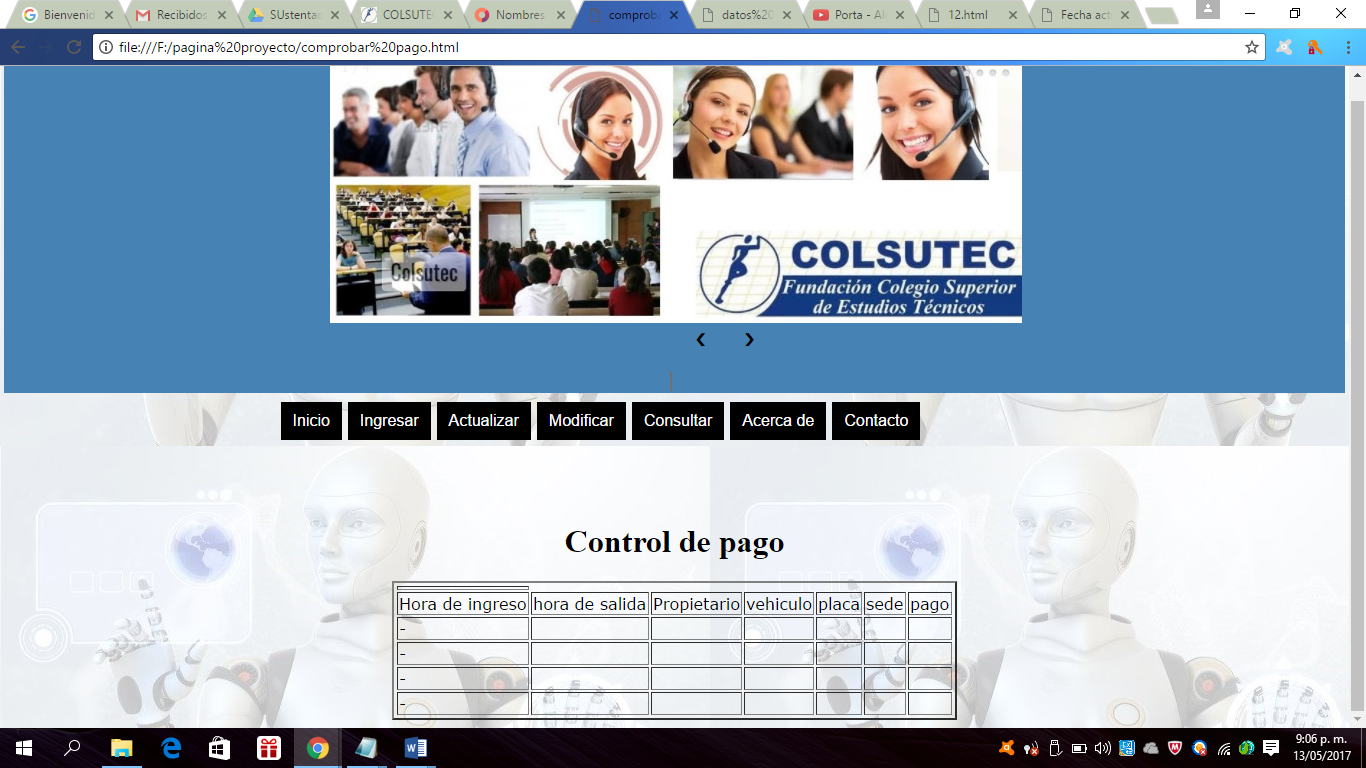 Bienvenid
Recibidos
SUstentac
COLSUTEC
Nombres
comproba
datos%20
Porta - Al
12.html
Fecha act
file:///F:/pagina%20proyecto/comprobar%20pago.html
Colsutec
COLSUTEC
Fundación Colegio Superior
de Estudios Técnicos
❮ ❯
Inicio Ingresar Actualizar Modificar Consultar Acerca de Contacto
Control de pago
Hora de ingreso hora de salida Propietario vehiculo placa sede pago
-
-
-
-
9:06 p. m.
13/05/2017